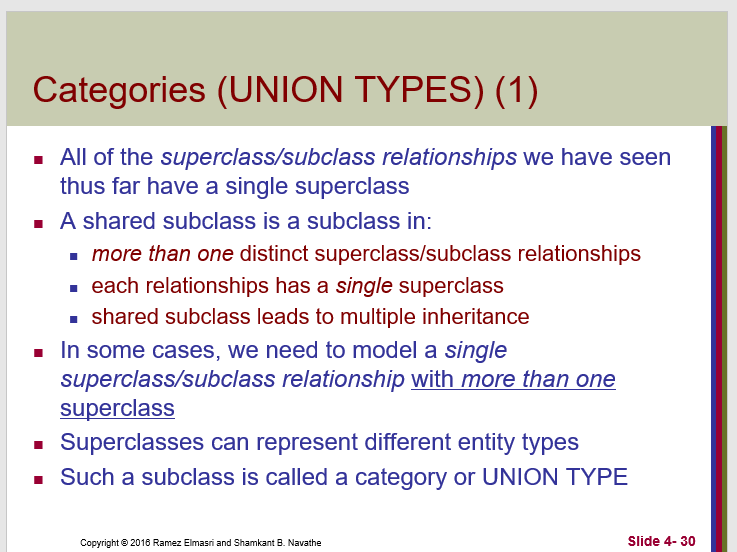 Categories (UNION TYPES) (1)
All of the superclass/subclass relationships we have seen
thus far have a single superclass
A shared subclass is a subclass in:
more than one distinct superclass/subclass relationships
each relationships has a single superclass
shared subclass leads to multiple inheritance
In some cases, we need to model a single
superclass/subclass relationship with more than one
superclass
Superclasses can represent different entity types
Such a subclass is called a category or UNION TYPE
Copyright © 2016 Ramez Elmasri and Shamkant B. Navathe
Slide 4- 30